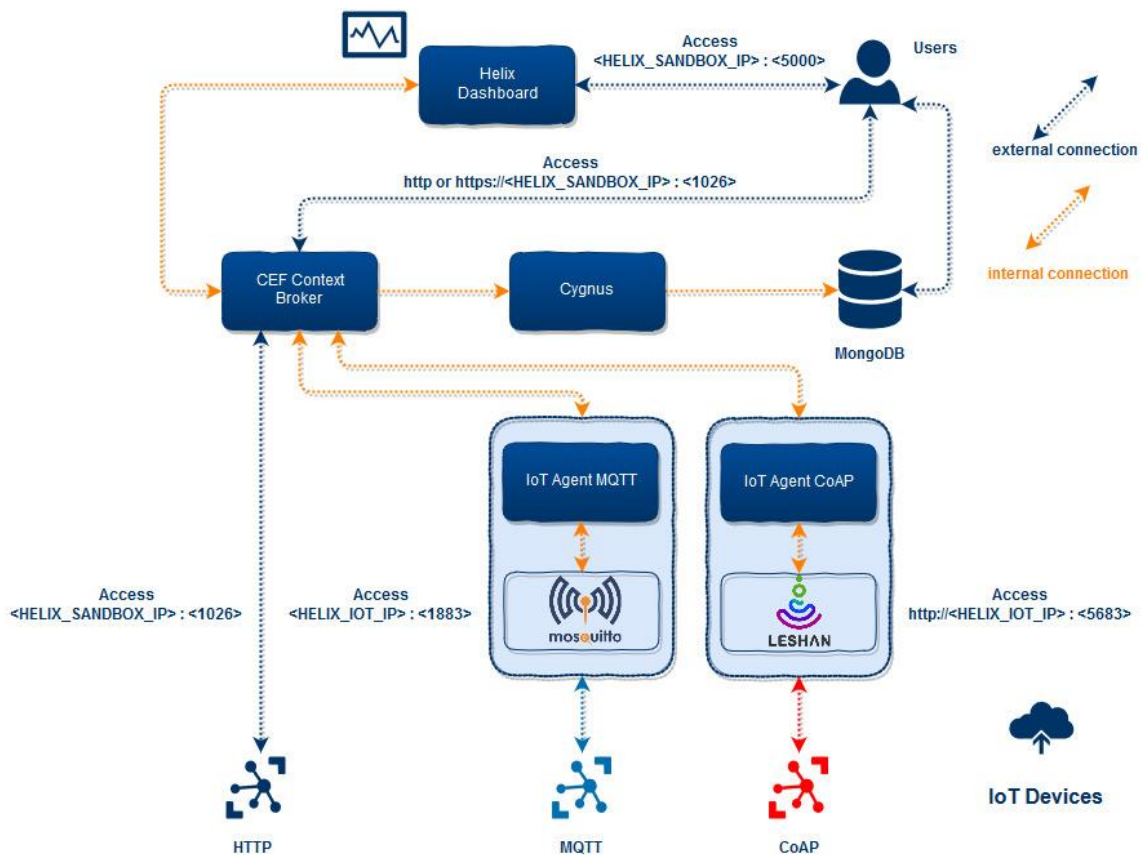 Access
<HELIX_SANDBOX_IP> : <5000>
Users
Helix
Dashboard
external connection
Access
http or https://<HELIX_SANDBOX_IP> : <1026>
internal connection
CEF Context
Broker
Cygnus
MongoDB
IoT Agent MQTT
IoT Agent CoAP
Access
<HELIX_SANDBOX_IP> : <1026>
Access
<HELIX_IOT_IP> : <1883>
mosquitto
LESHAN
Access
http://<HELIX_IOT_IP> : <5683>
IoT Devices
HTTP
MQTT
CoAP